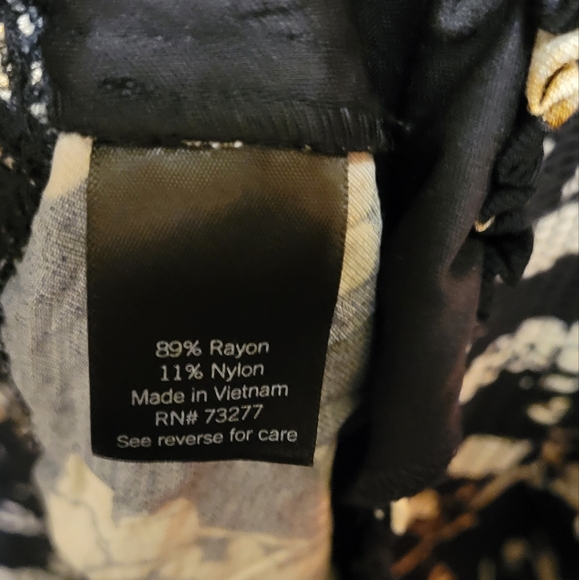 89% Rayon
11% Nylon
Made in Vietnam
RN# 73277
See reverse for care